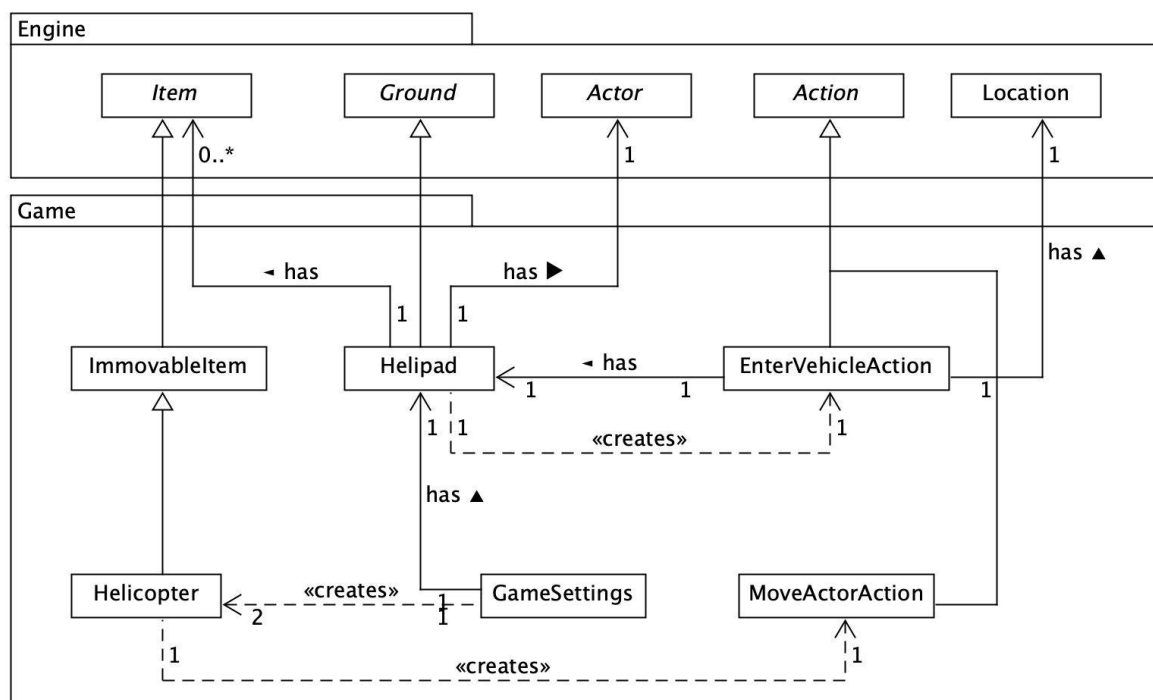 Engine
Item
Ground
Actor
Action
Location
0..*
1
1
Game
◄ has
has ►
has ▲
1
1
ImmovableItem
Helipad
◄ has
EnterVehicleAction
1
1
1
1
1
«creates»
1
has ▲
Helicopter
«creates»
GameSettings
MoveActorAction
2
1
1
1
«creates»
1